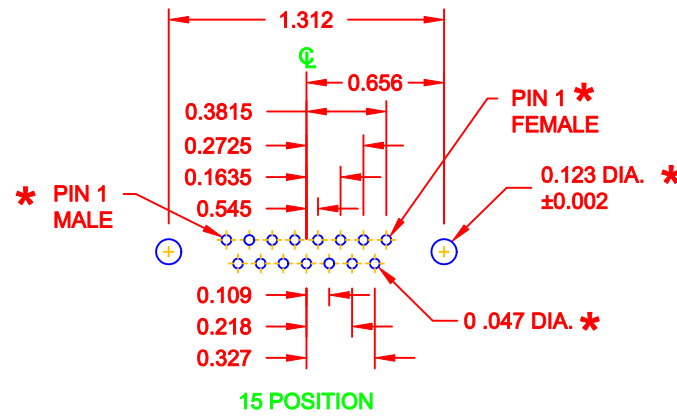 1.312
℄
0.656
0.3815
PIN 1 *
FEMALE
0.2725
0.123 DIA. *
±0.002
0.1635
* PIN 1
MALE
0.545
0.109
0 .047 DIA. *
0.218
0.327
15 POSITION